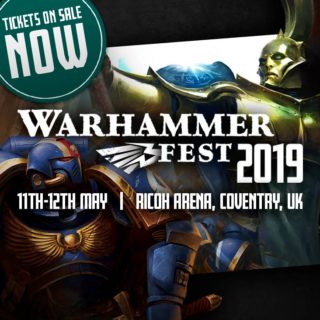 TICKETS ON SALE
NOW
WARHAMMER
FEST 2019
11TH-12TH MAY | RICOH ARENA, COVENTRY, UK